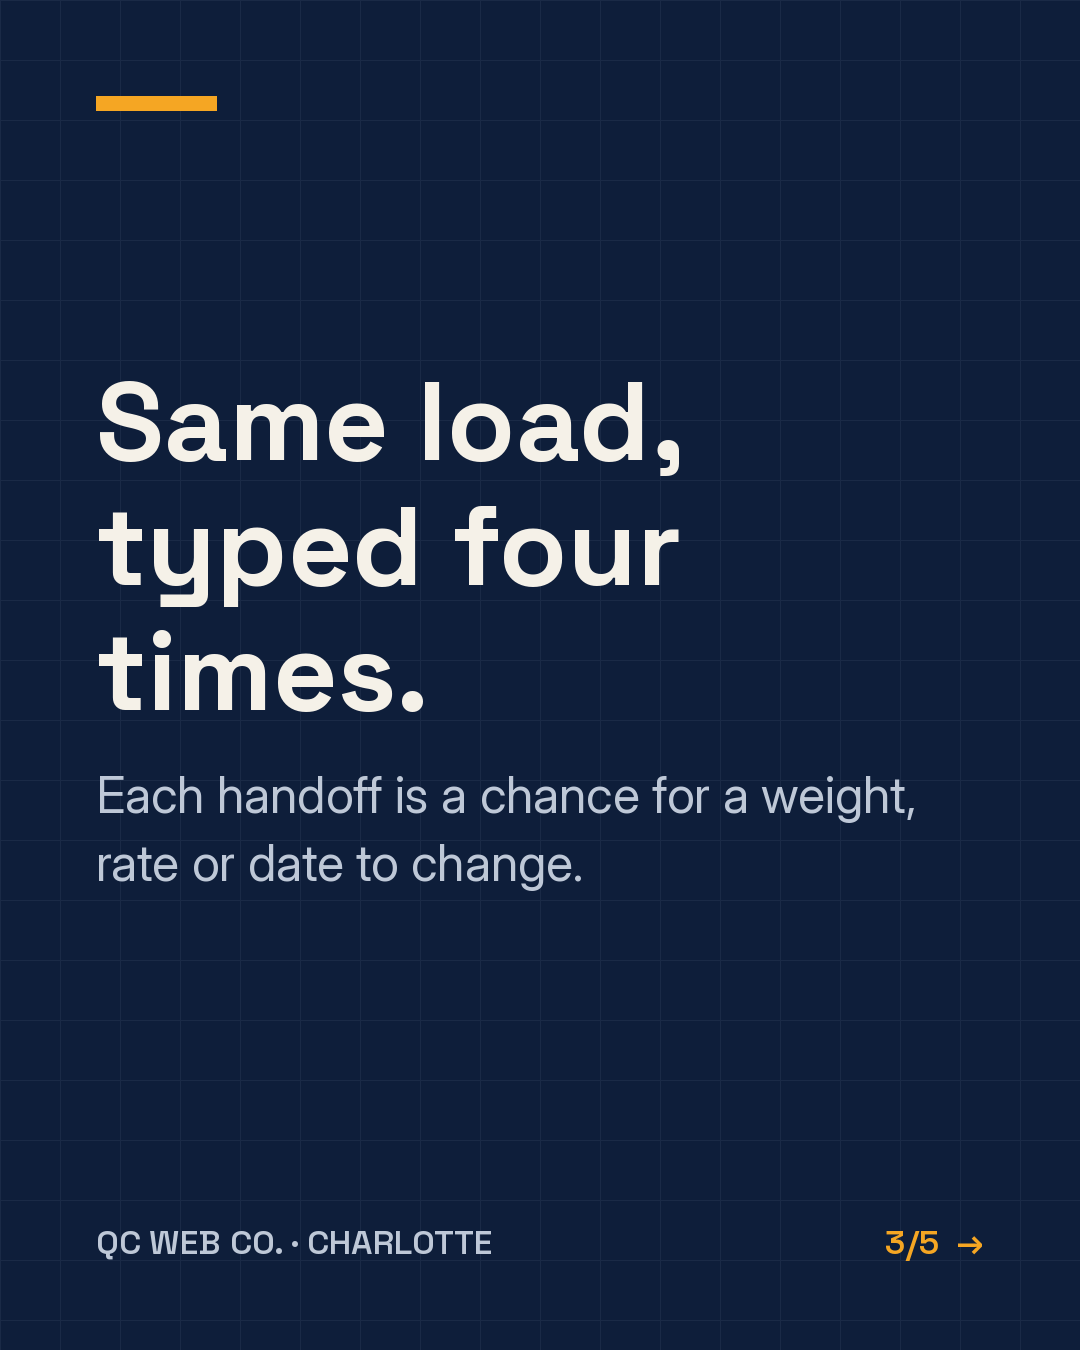 Same load,
typed four
times.
Each handoff is a chance for a weight,
rate or date to change.
QC WEB CO. · CHARLOTTE
3/5 →